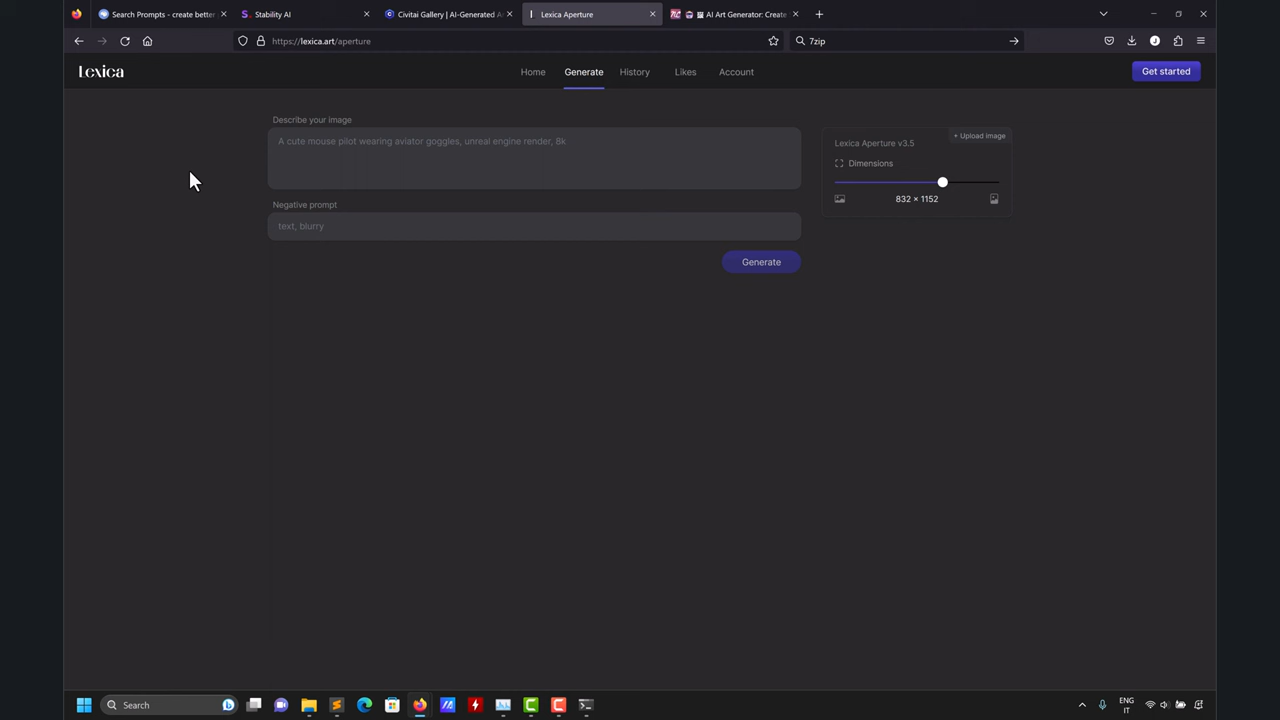 Search Prompts - create better
Stability AI
Civitai Gallery | AI-Generated A
Lexica Aperture
AI Art Generator: Create
https://lexica.art/aperture
7zip
Lexica
Home
Generate
History
Likes
Account
Get started
Describe your image
A cute mouse pilot wearing aviator goggles, unreal engine render, 8k
+ Upload image
Lexica Aperture v3.5
Dimensions
832 × 1152
Negative prompt
text, blurry
Generate
Search
ENG
IT